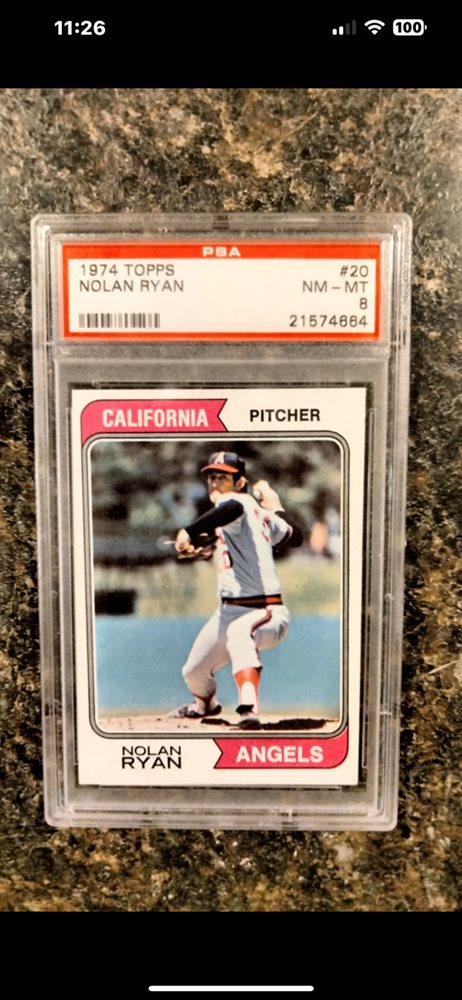 11:26
100
PSA
1974 TOPPS #20
NOLAN RYAN NM-MT
8
21574664
CALIFORNIA PITCHER
NOLAN
RYAN
ANGELS